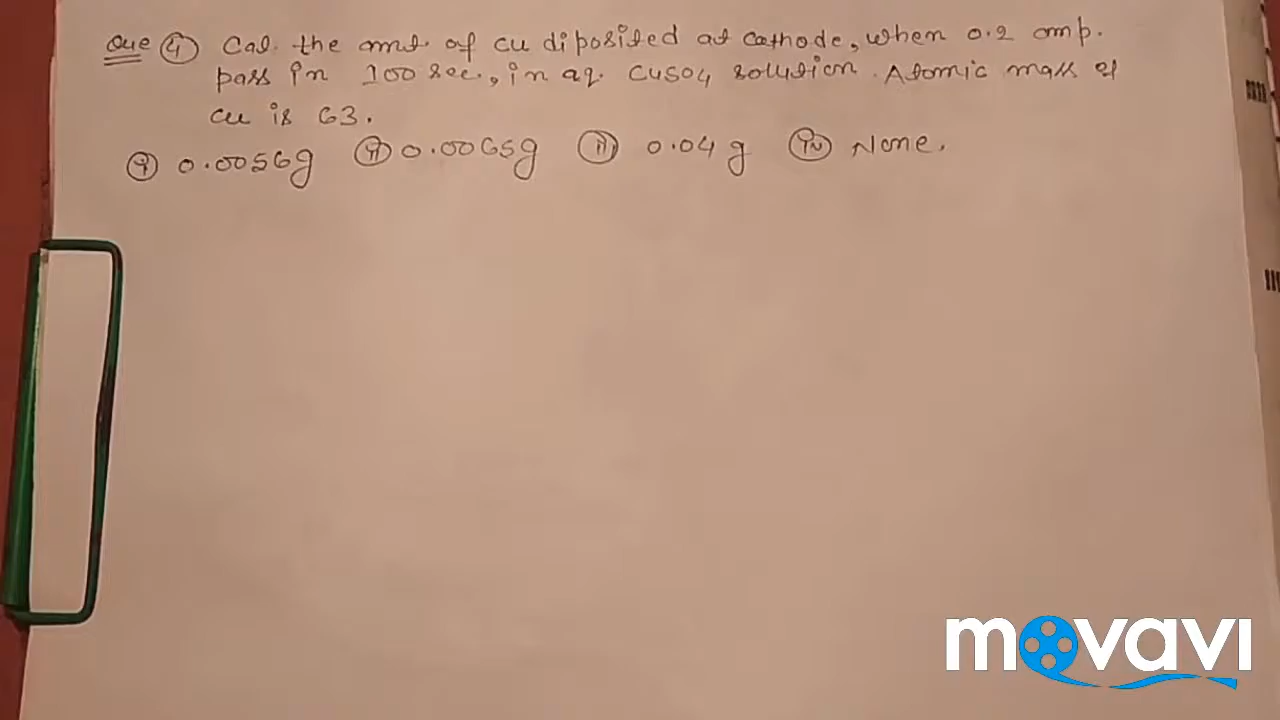 Que ④ Cal. the amt. of cu diposited at cathode, when 0.2 amp.
pass in 100 sec., in aq. CuSO4 solution. Atomic mass of
cu is 63.
(i) 0.0056g (ii) 0.0065g (iii) 0.04 g (iv) None.
movavi